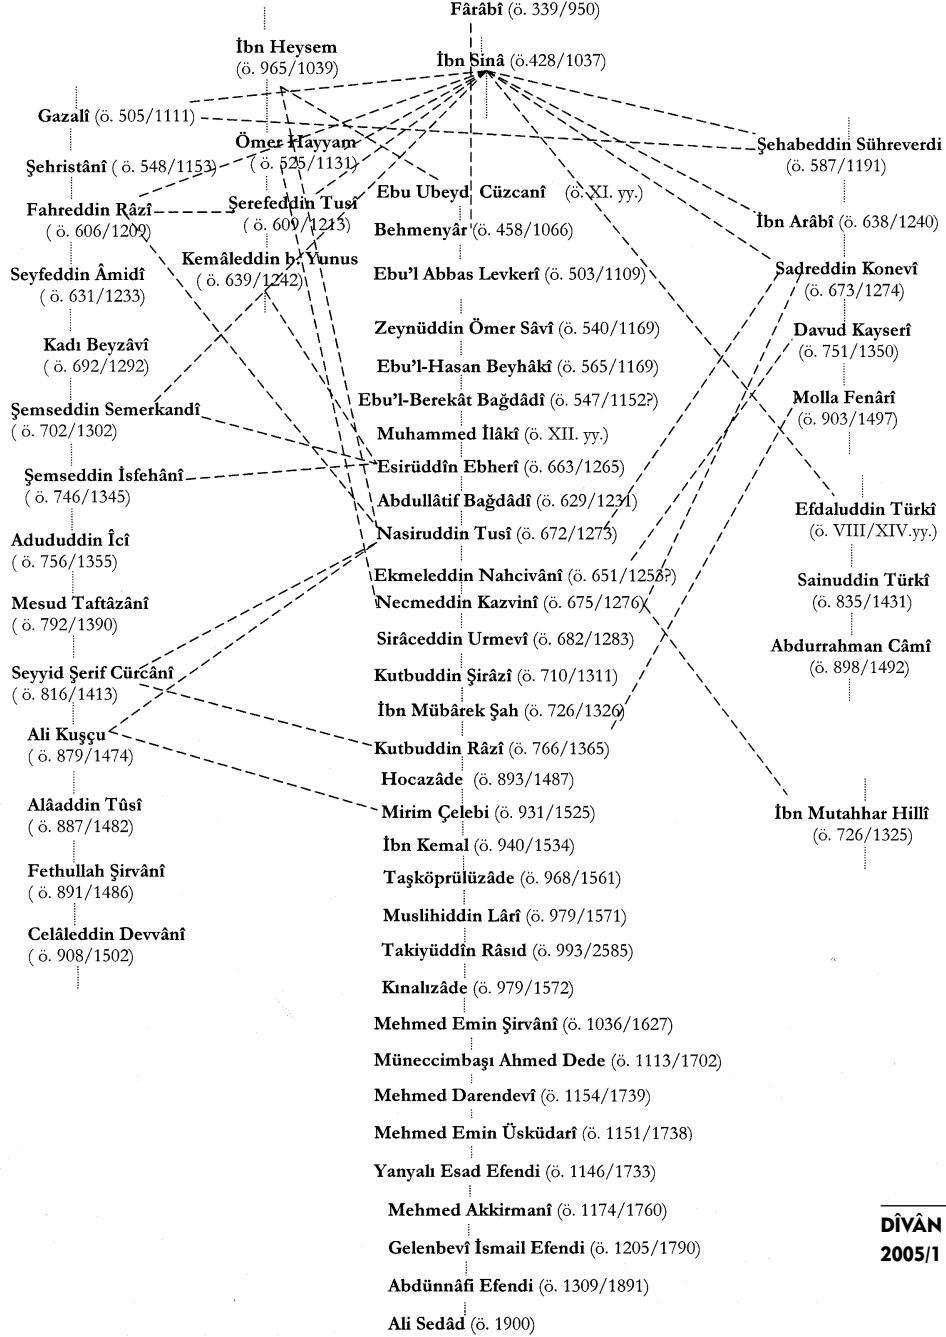 Fârâbî (ö. 339/950)
İbn Sinâ (ö.428/1037)
İbn Heysem
(ö. 965/1039)
Gazalî (ö. 505/1111)
Şehristânî ( ö. 548/1153)
Fahreddin Râzî
( ö. 606/1209)
Seyfeddin Âmidî
( ö. 631/1233)
Kadı Beyzâvî
( ö. 692/1292)
Şemseddin Semerkandî
( ö. 702/1302)
Şemseddin İsfehânî
( ö. 746/1345)
Adududdin Îcî
( ö. 756/1355)
Mesud Taftâzânî
( ö. 792/1390)
Seyyid Şerif Cürcânî
( ö. 816/1413)
Ali Kuşçu
( ö. 879/1474)
Alâaddin Tûsî
( ö. 887/1482)
Fethullah Şirvânî
( ö. 891/1486)
Celâleddin Devvânî
( ö. 908/1502)
Ömer Hayyam
( ö. 525/1131)
Şerefeddin Tusî
( ö. 609/1213)
Kemâleddin b. Yunus
( ö. 639/1242)
Ebu Ubeyd Cüzcanî (ö. XI. yy.)
Behmenyâr (ö. 458/1066)
Ebu'l Abbas Levkerî (ö. 503/1109)
Zeynüddin Ömer Sâvî (ö. 540/1169)
Ebu'l-Hasan Beyhâkî (ö. 565/1169)
Ebu'l-Berekât Bağdâdî (ö. 547/1152?)
Muhammed İlâkî (ö. XII. yy.)
Esirüddîn Ebherî (ö. 663/1265)
Abdullâtif Bağdâdî (ö. 629/1231)
Nasiruddin Tusî (ö. 672/1273)
Ekmeleddin Nahcivânî (ö. 651/1253?)
Necmeddin Kazvinî (ö. 675/1276)
Sirâceddin Urmevî (ö. 682/1283)
Kutbuddin Şirâzî (ö. 710/1311)
İbn Mübârek Şah (ö. 726/1326)
Kutbuddin Râzî (ö. 766/1365)
Hocazâde (ö. 893/1487)
Mirim Çelebi (ö. 931/1525)
İbn Kemal (ö. 940/1534)
Taşköprülüzâde (ö. 968/1561)
Muslihiddin Lârî (ö. 979/1571)
Takiyüddîn Râsıd (ö. 993/2585)
Kınalızâde (ö. 979/1572)
Mehmed Emin Şirvânî (ö. 1036/1627)
Müneccimbaşı Ahmed Dede (ö. 1113/1702)
Mehmed Darendevî (ö. 1154/1739)
Mehmed Emin Üsküdarî (ö. 1151/1738)
Yanyalı Esad Efendi (ö. 1146/1733)
Mehmed Akkirmanî (ö. 1174/1760)
Gelenbevî İsmail Efendi (ö. 1205/1790)
Abdünnâfi Efendi (ö. 1309/1891)
Ali Sedâd (ö. 1900)
Şehabeddin Sühreverdi
(ö. 587/1191)
İbn Arâbî (ö. 638/1240)
Sadreddin Konevî
(ö. 673/1274)
Davud Kayserî
(ö. 751/1350)
Molla Fenârî
(ö. 903/1497)
Efdaluddin Türkî
(ö. VIII/XIV.yy.)
Sainuddin Türkî
(ö. 835/1431)
Abdurrahman Câmî
(ö. 898/1492)
İbn Mutahhar Hillî
(ö. 726/1325)
DÎVÂN
2005/1